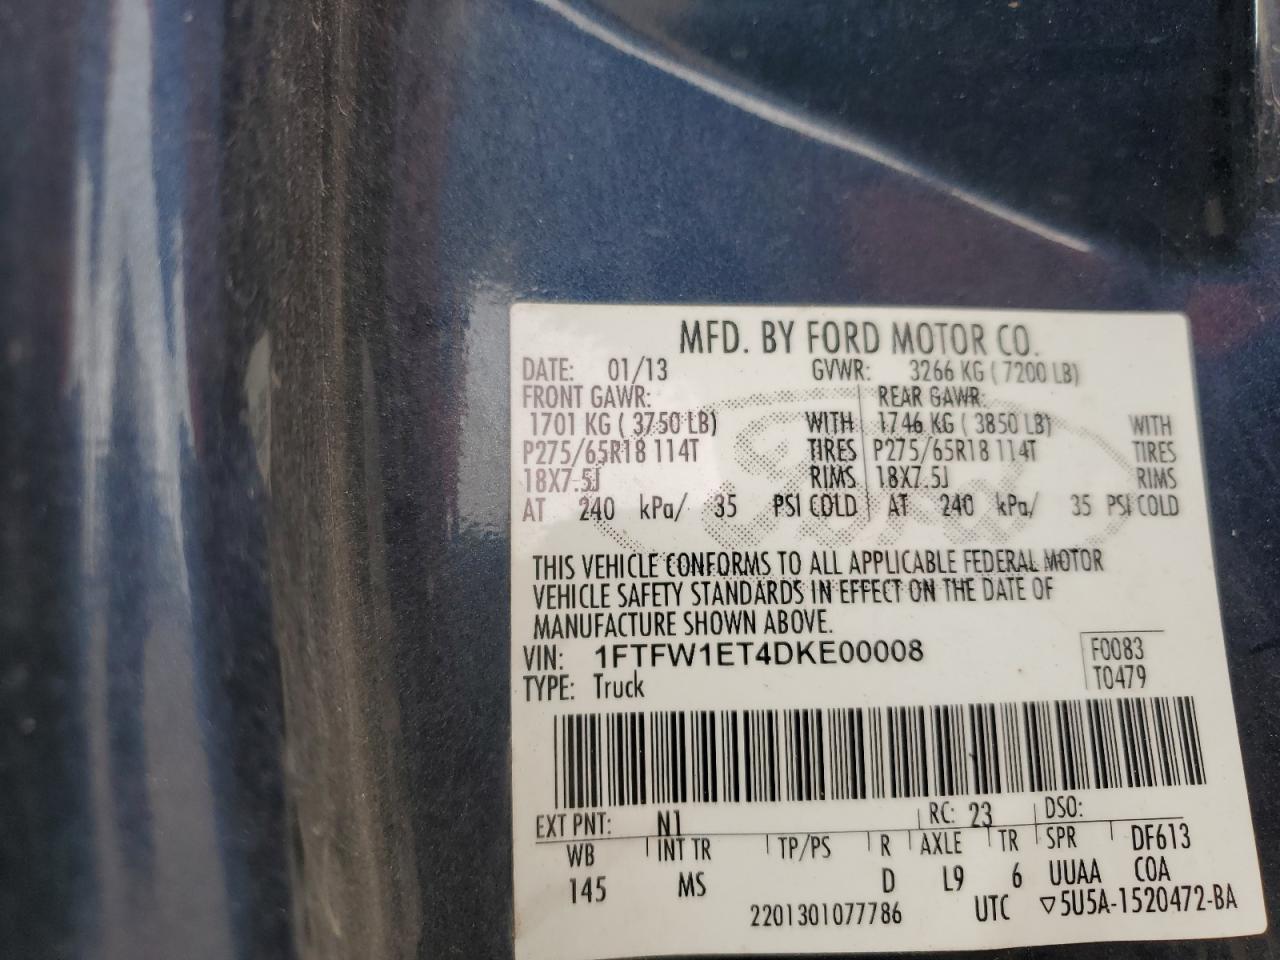 MFD. BY FORD MOTOR CO.
DATE: 01/13 GVWR: 3266 KG ( 7200 LB)
FRONT GAWR: REAR GAWR:
1701 KG ( 3750 LB) WITH 1746 KG ( 3850 LB) WITH
P275/65R18 114T TIRES P275/65R18 114T TIRES
18X7.5J RIMS 18X7.5J RIMS
AT 240 kPa/ 35 PSI COLD AT 240 kPa/ 35 PSI COLD
Ford
THIS VEHICLE CONFORMS TO ALL APPLICABLE FEDERAL MOTOR
VEHICLE SAFETY STANDARDS IN EFFECT ON THE DATE OF
MANUFACTURE SHOWN ABOVE.
VIN: 1FTFW1ET4DKE00008 F0083
TYPE: Truck T0479
EXT PNT: N1 RC: 23 DSO:
WB INT TR TP/PS R AXLE TR SPR DF613
145 MS D L9 6 UUAA COA
2201301077786 UTC ▽5U5A-1520472-BA